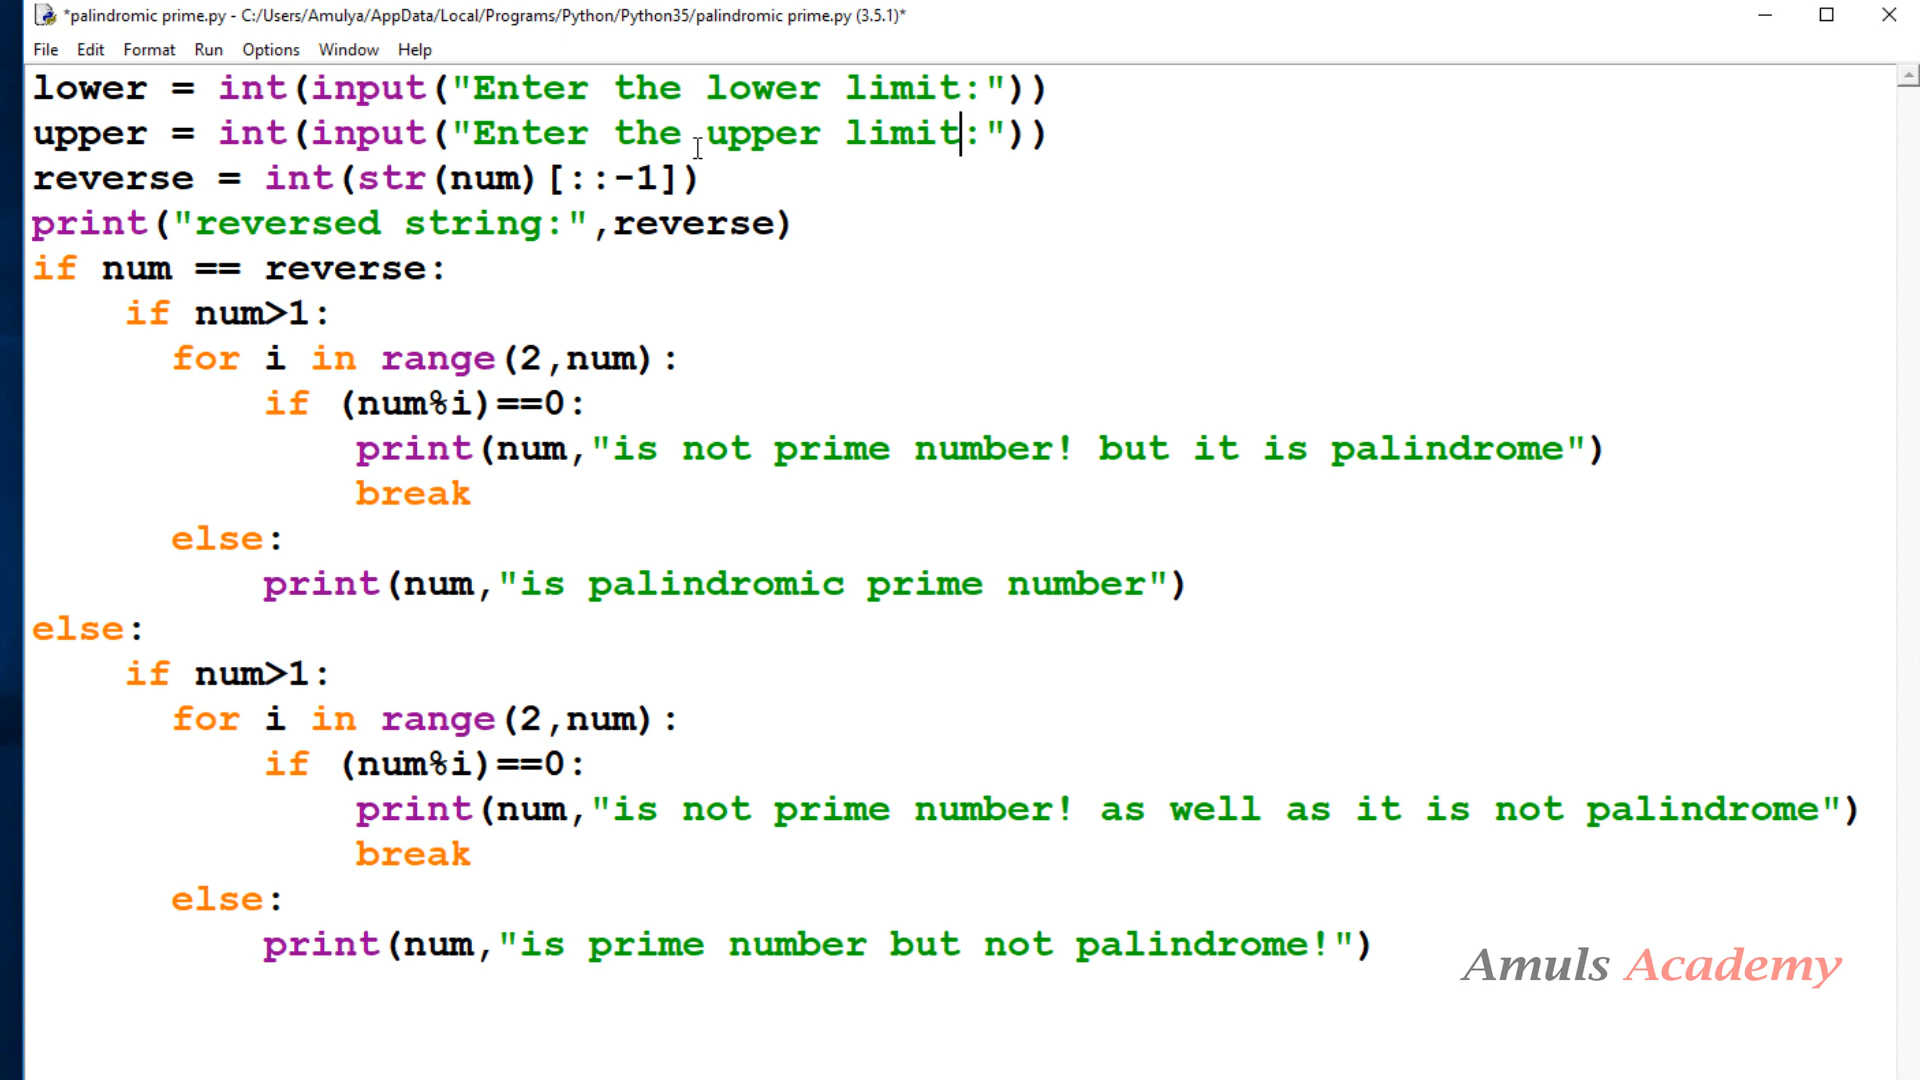 *palindromic prime.py - C:/Users/Amulya/AppData/Local/Programs/Python/Python35/palindromic prime.py (3.5.1)*
File Edit Format Run Options Window Help
lower = int(input("Enter the lower limit:"))
upper = int(input("Enter the upper limit:"))
reverse = int(str(num)[::-1])
print("reversed string:",reverse)
if num == reverse:
    if num>1:
      for i in range(2,num):
          if (num%i)==0:
              print(num,"is not prime number! but it is palindrome")
              break
      else:
          print(num,"is palindromic prime number")
else:
    if num>1:
      for i in range(2,num):
          if (num%i)==0:
              print(num,"is not prime number! as well as it is not palindrome")
              break
      else:
          print(num,"is prime number but not palindrome!")
Amuls Academy